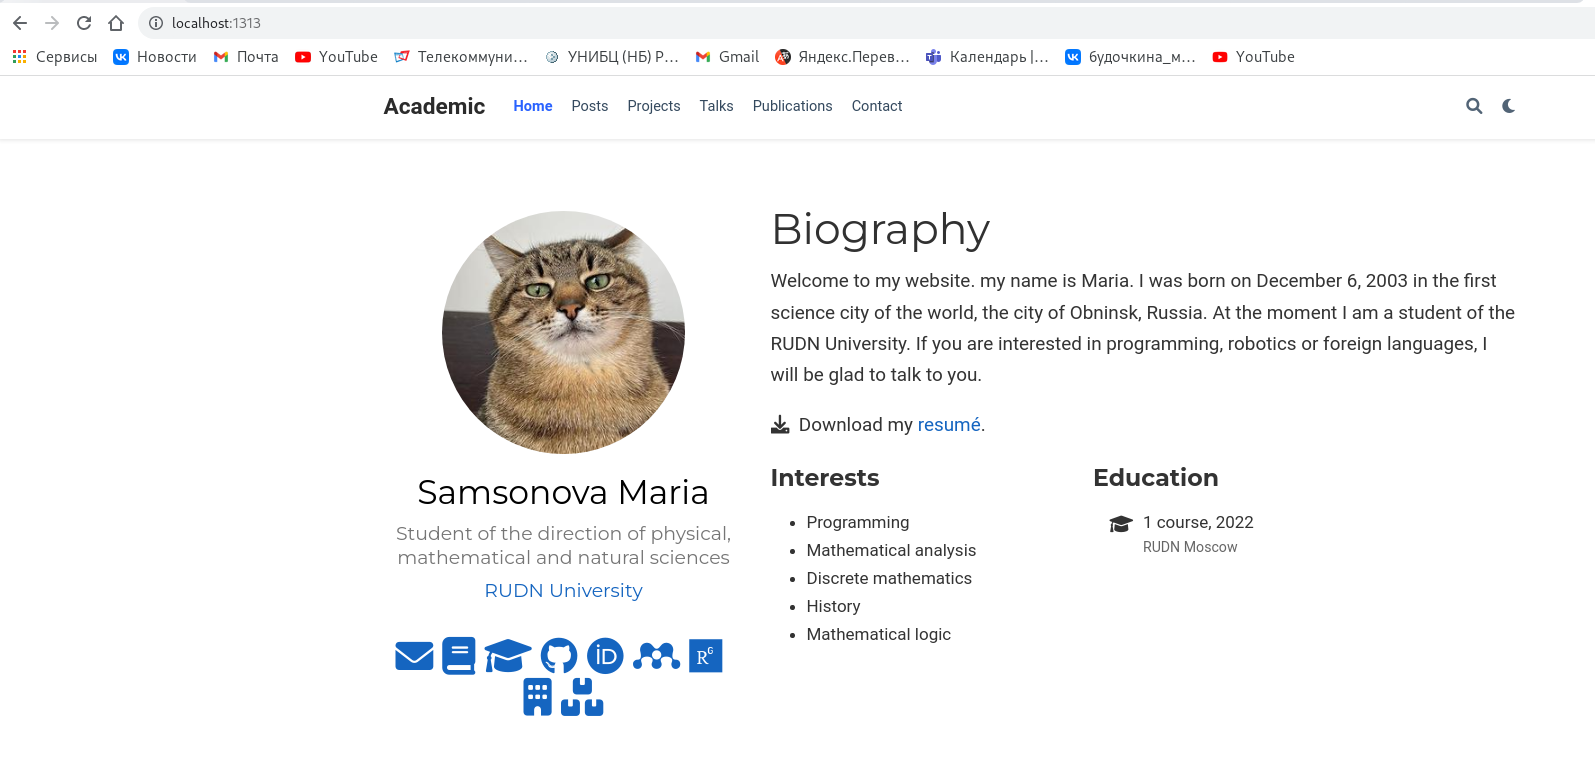 localhost:1313
Сервисы Новости Почта YouTube Телекоммуни... УНИБЦ (НБ) Р... Gmail Яндекс.Перев... Календарь |... будочкина_м... YouTube
Academic Home Posts Projects Talks Publications Contact
Samsonova Maria
Student of the direction of physical,
mathematical and natural sciences
RUDN University
iD
RG
Biography
Welcome to my website. my name is Maria. I was born on December 6, 2003 in the first
science city of the world, the city of Obninsk, Russia. At the moment I am a student of the
RUDN University. If you are interested in programming, robotics or foreign languages, I
will be glad to talk to you.
Download my resumé.
Interests
Programming
Mathematical analysis
Discrete mathematics
History
Mathematical logic
Education
1 course, 2022
RUDN Moscow